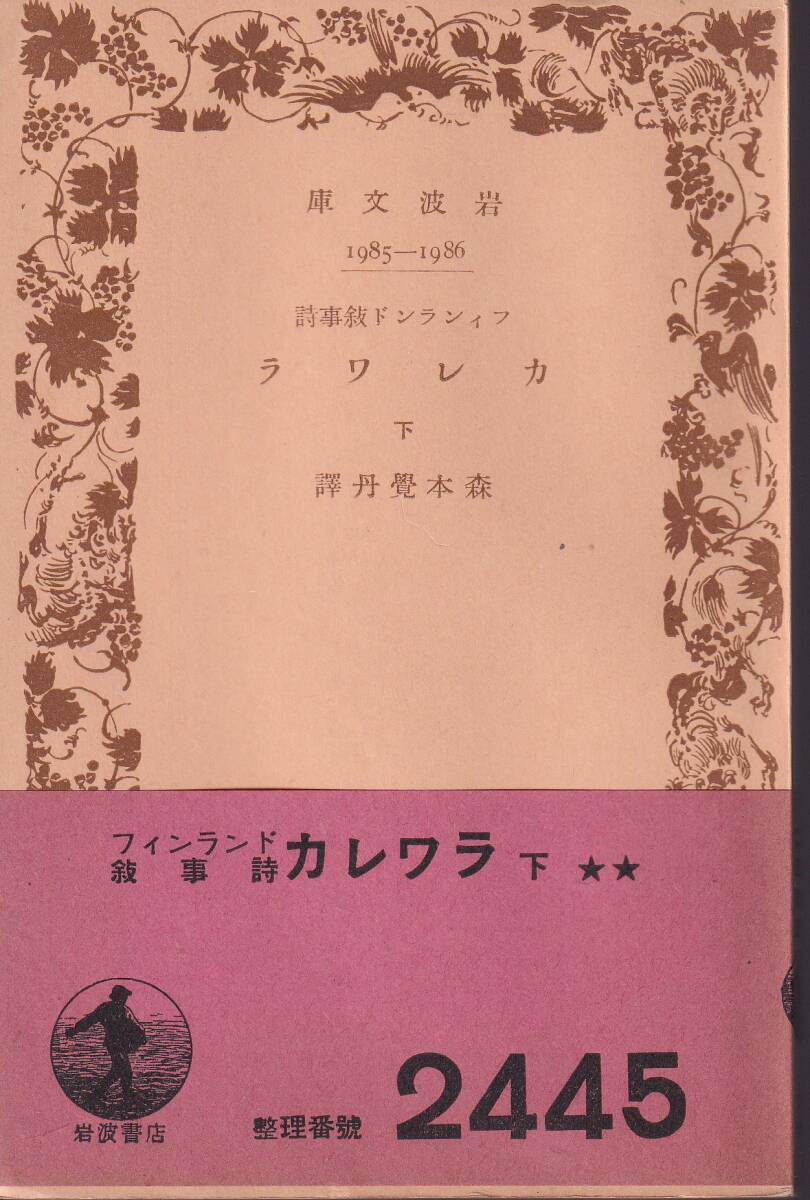 岩波文庫
1985—1986
フィンランド敍事詩
カレワラ
下
森本覺丹譯
フィンランド
敍事詩
カレワラ 下 ★★
岩波書店
整理番號 2445